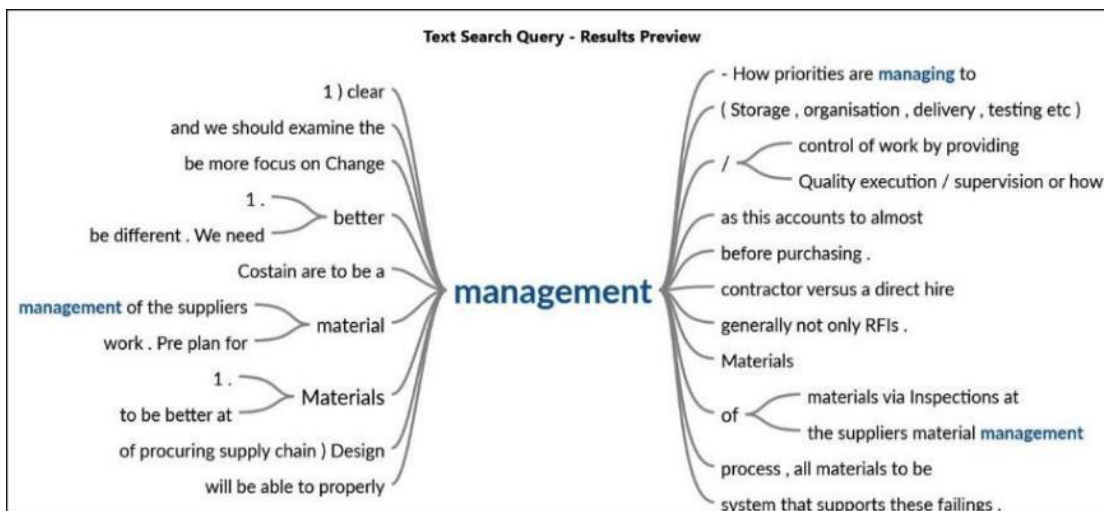 Text Search Query - Results Preview
1 ) clear
and we should examine the
be more focus on Change
1 .
be different . We need
better
Costain are to be a
management of the suppliers
work . Pre plan for
material
1 .
to be better at
Materials
of procuring supply chain ) Design
will be able to properly
management
- How priorities are managing to
( Storage , organisation , delivery , testing etc )
/
control of work by providing
Quality execution / supervision or how
as this accounts to almost
before purchasing .
contractor versus a direct hire
generally not only RFIs .
Materials
of
materials via Inspections at
the suppliers material management
process , all materials to be
system that supports these failings .